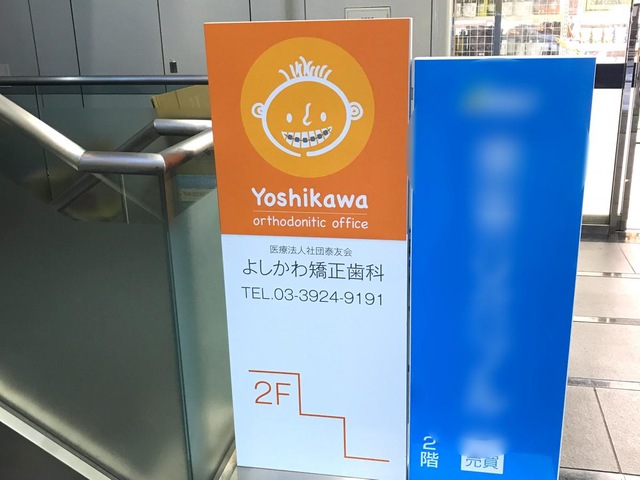 Yoshikawa
orthodonitic office
医療法人社団泰友会
よしかわ矯正歯科
TEL.03-3924-9191
2F
2階
売買